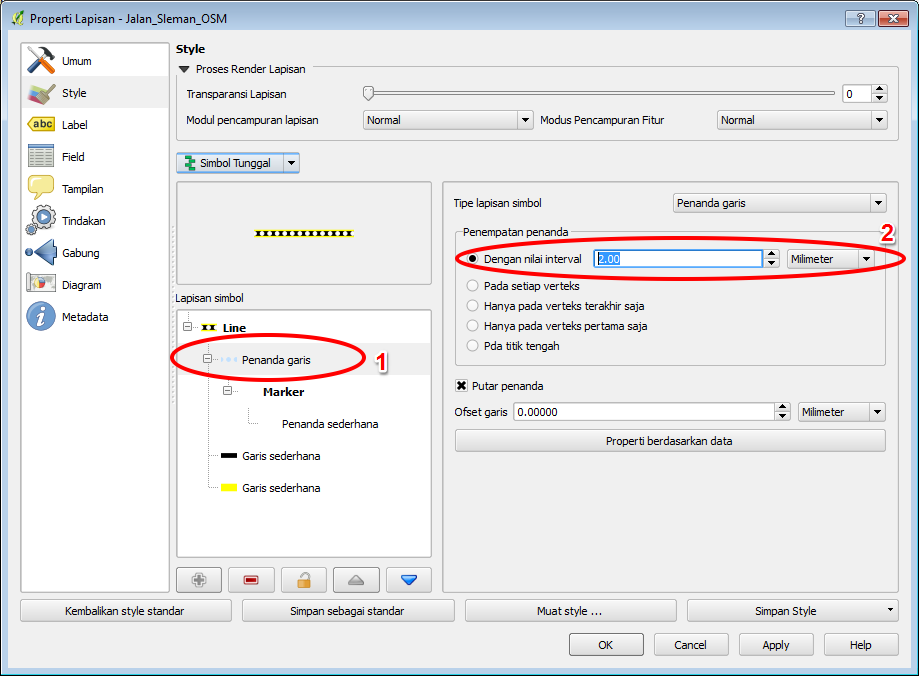 Properti Lapisan - Jalan_Sleman_OSM
Umum
Style
abc Label
Field
Tampilan
Tindakan
Gabung
Diagram
Metadata
Style
Proses Render Lapisan
Transparansi Lapisan 0
Modul pencampuran lapisan Normal Modus Pencampuran Fitur Normal
Simbol Tunggal
Lapisan simbol
Line
Penanda garis 1
Marker
Penanda sederhana
Garis sederhana
Garis sederhana
Tipe lapisan simbol Penanda garis
Penempatan penanda 2
Dengan nilai interval 2.00 Milimeter
Pada setiap verteks
Hanya pada verteks terakhir saja
Hanya pada verteks pertama saja
Pda titik tengah
Putar penanda
Ofset garis 0.00000 Milimeter
Properti berdasarkan data
Kembalikan style standar Simpan sebagai standar Muat style ... Simpan Style
OK Cancel Apply Help